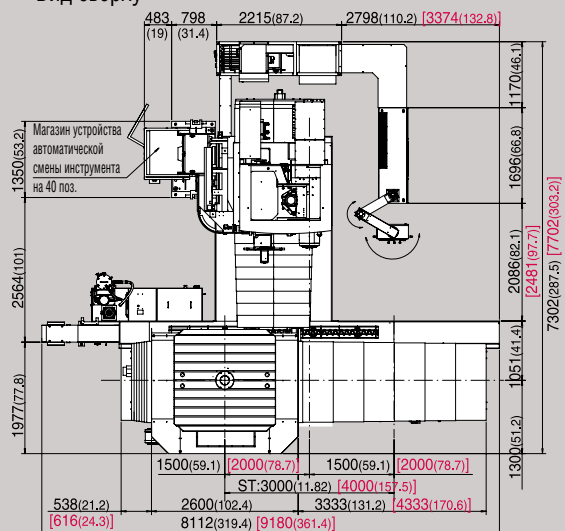 Вид сверху
483 798 2215(87.2) 2798(110.2) [3374(132.8)]
(19) (31.4)
Магазин устройства
автоматической
смены инструмента
на 40 поз.
1350(53.2)
2564(101)
1977(77.8)
1170(46.1)
1696(66.8)
2086(82.1)
[2481(97.7)]
7302(287.5) [7702(303.2)]
1051(41.4)
1300(51.2)
1500(59.1) [2000(78.7)] 1500(59.1) [2000(78.7)]
ST:3000(11.82) [4000(157.5)]
538(21.2) 2600(102.4) 3333(131.2) [4333(170.6)]
[616(24.3)] 8112(319.4) [9180(361.4)]